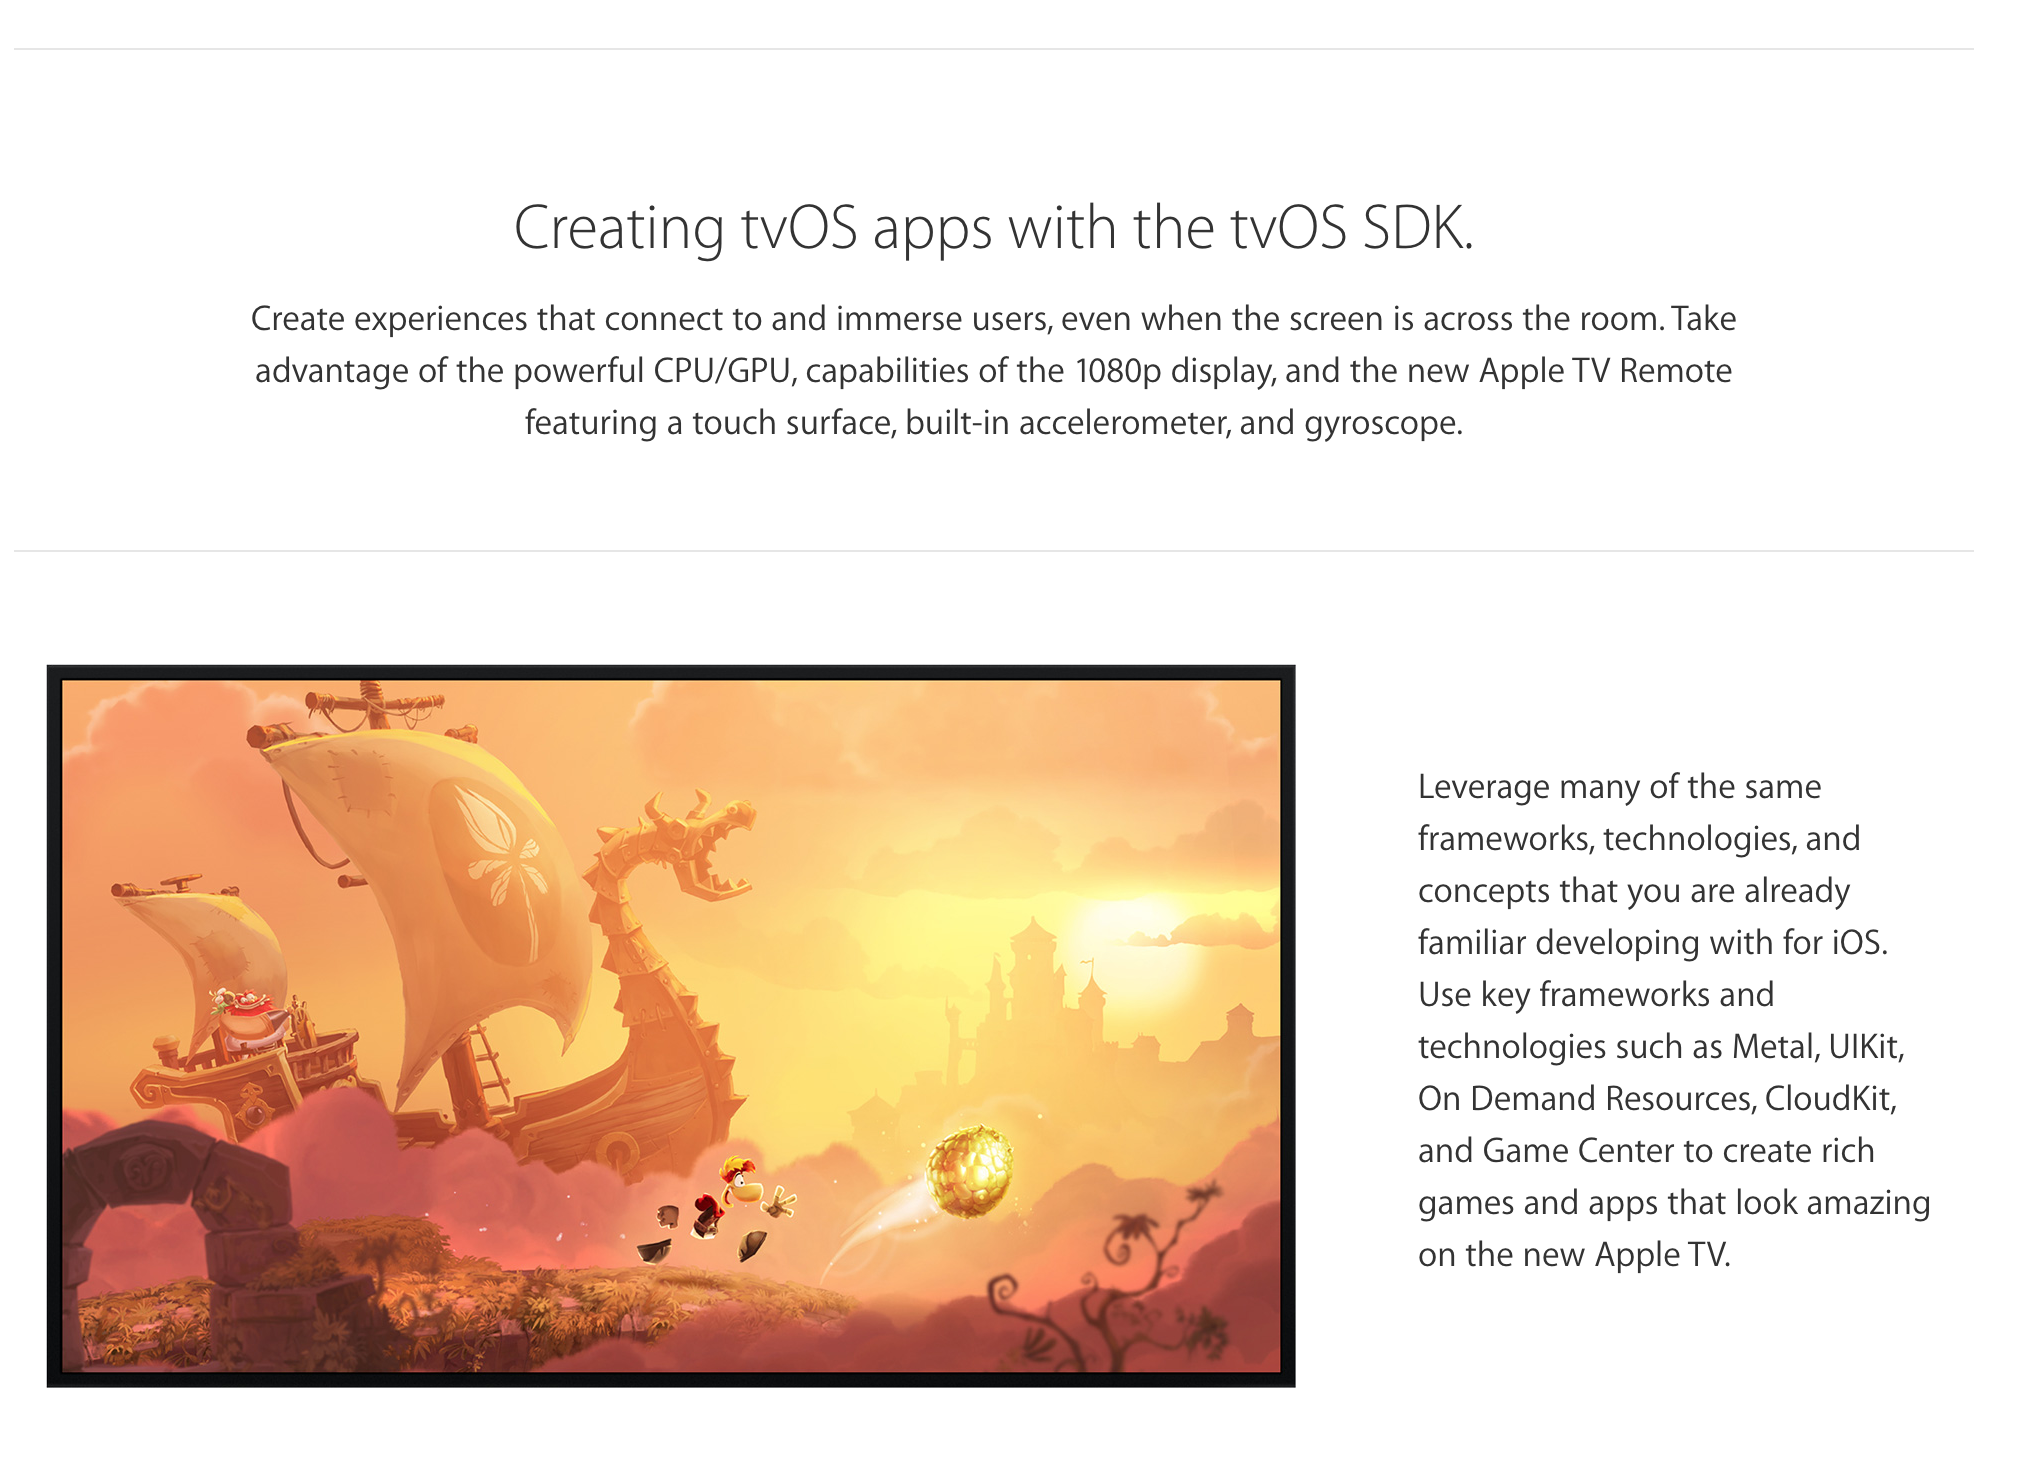 Creating tvOS apps with the tvOS SDK.
Create experiences that connect to and immerse users, even when the screen is across the room. Take
advantage of the powerful CPU/GPU, capabilities of the 1080p display, and the new Apple TV Remote
featuring a touch surface, built-in accelerometer, and gyroscope.
Leverage many of the same
frameworks, technologies, and
concepts that you are already
familiar developing with for iOS.
Use key frameworks and
technologies such as Metal, UIKit,
On Demand Resources, CloudKit,
and Game Center to create rich
games and apps that look amazing
on the new Apple TV.